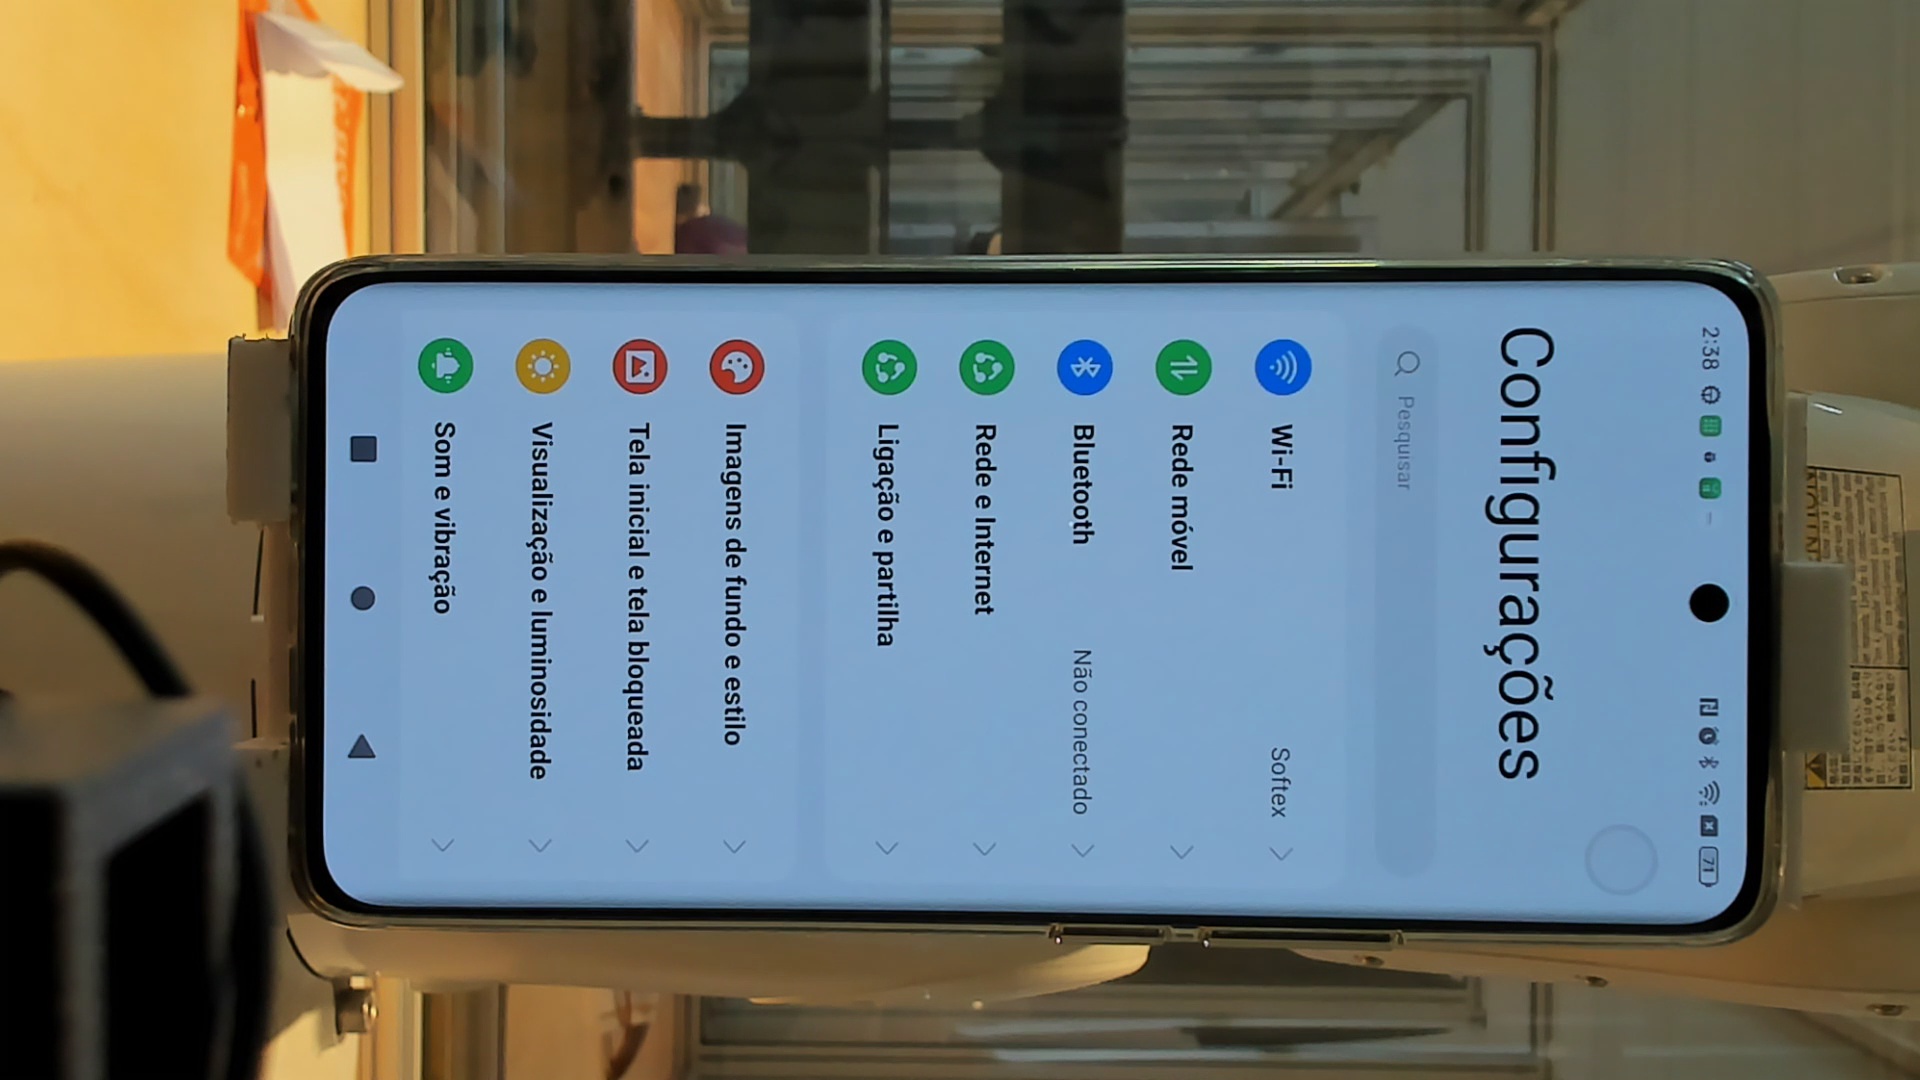 2:38
71
Configurações
Pesquisar
Wi-Fi Softex
Rede móvel
Bluetooth Não conectado
Rede e Internet
Ligação e partilha
Imagens de fundo e estilo
Tela inicial e tela bloqueada
Visualização e luminosidade
Som e vibração